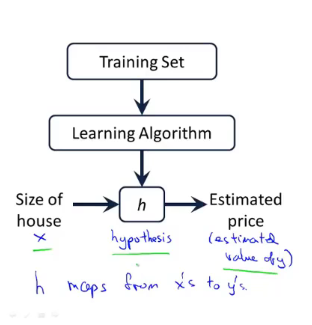 Training Set
Learning Algorithm
Size of house
h
Estimated price
x
hypothesis
(estimated value of y)
h maps from x's to y's.